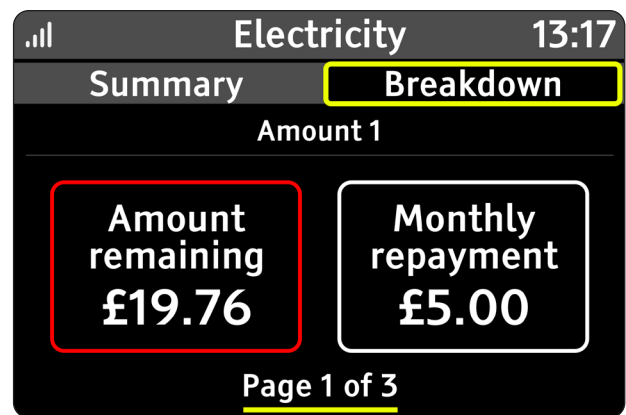 Electricity 13:17
Summary Breakdown
Amount 1
Amount
remaining
£19.76
Monthly
repayment
£5.00
Page 1 of 3